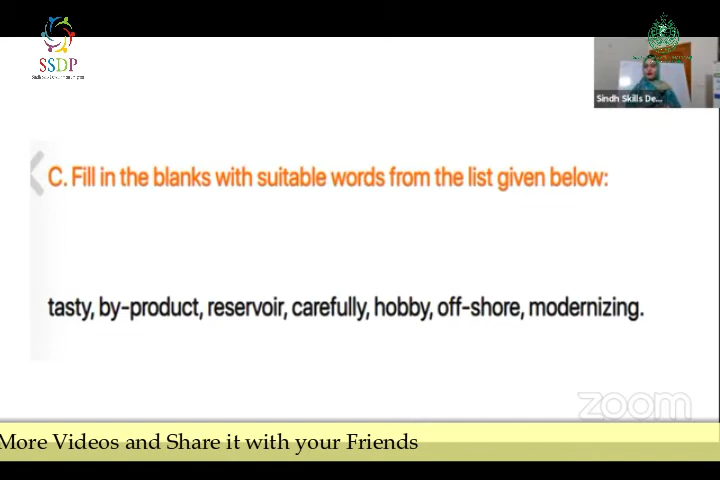 SSDP
Sindh Skills De...
C. Fill in the blanks with suitable words from the list given below:
tasty, by-product, reservoir, carefully, hobby, off-shore, modernizing.
zoom
More Videos and Share it with your Friends